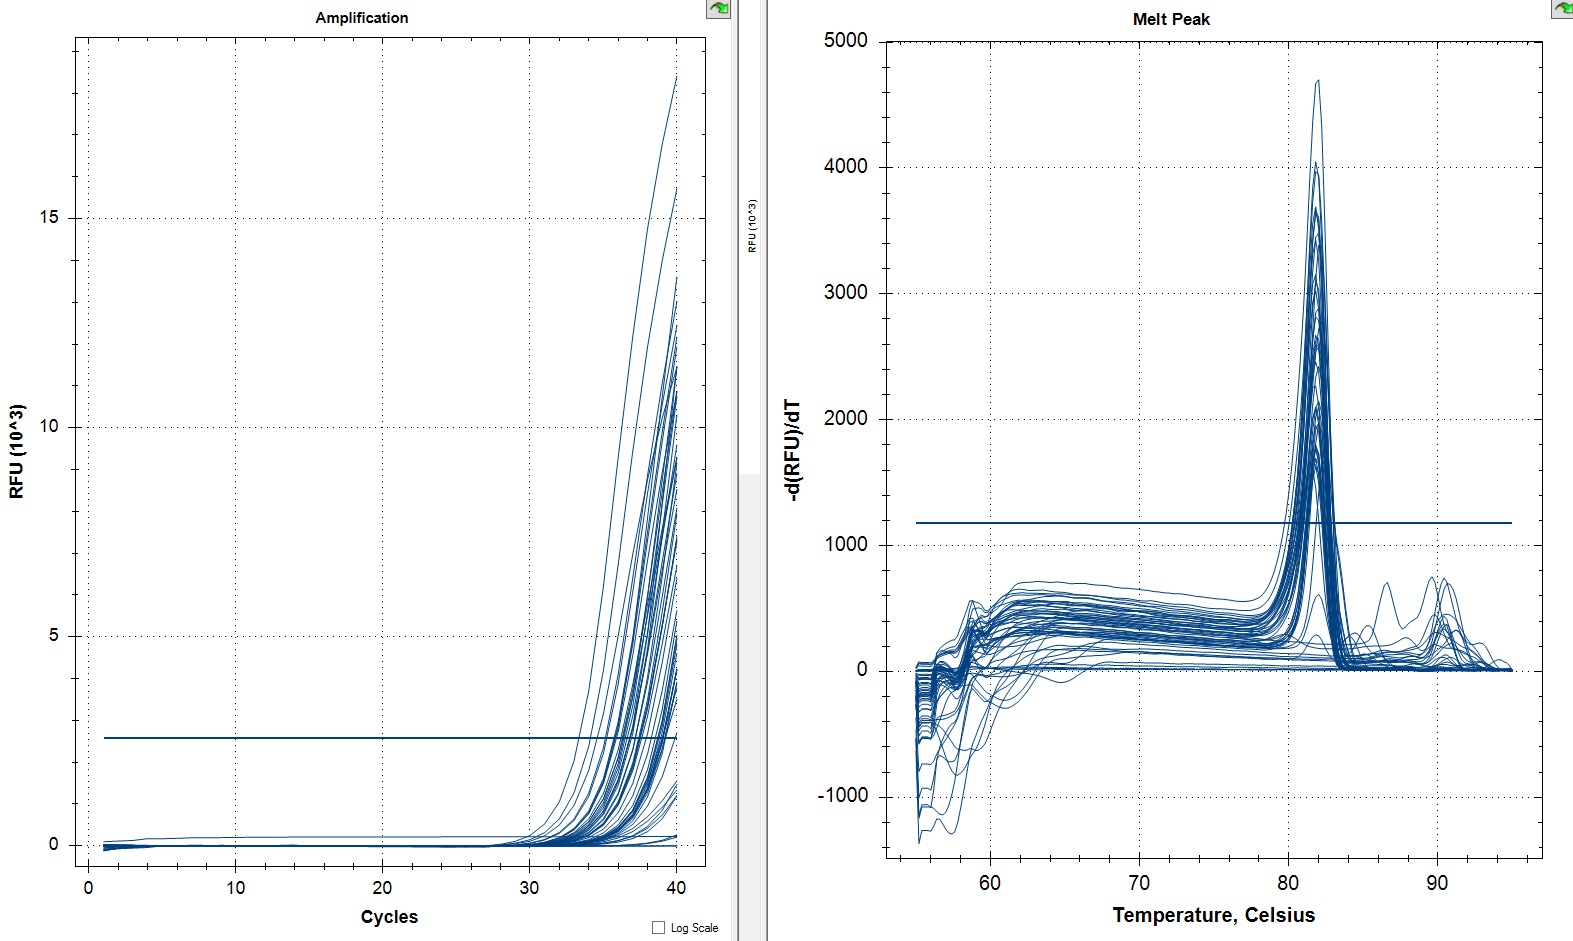 Amplification
15
10
5
0
RFU (10^3)
0 10 20 30 40
Cycles
Log Scale
RFU (10^3)
Melt Peak
5000
4000
3000
2000
1000
0
-1000
-d(RFU)/dT
60 70 80 90
Temperature, Celsius